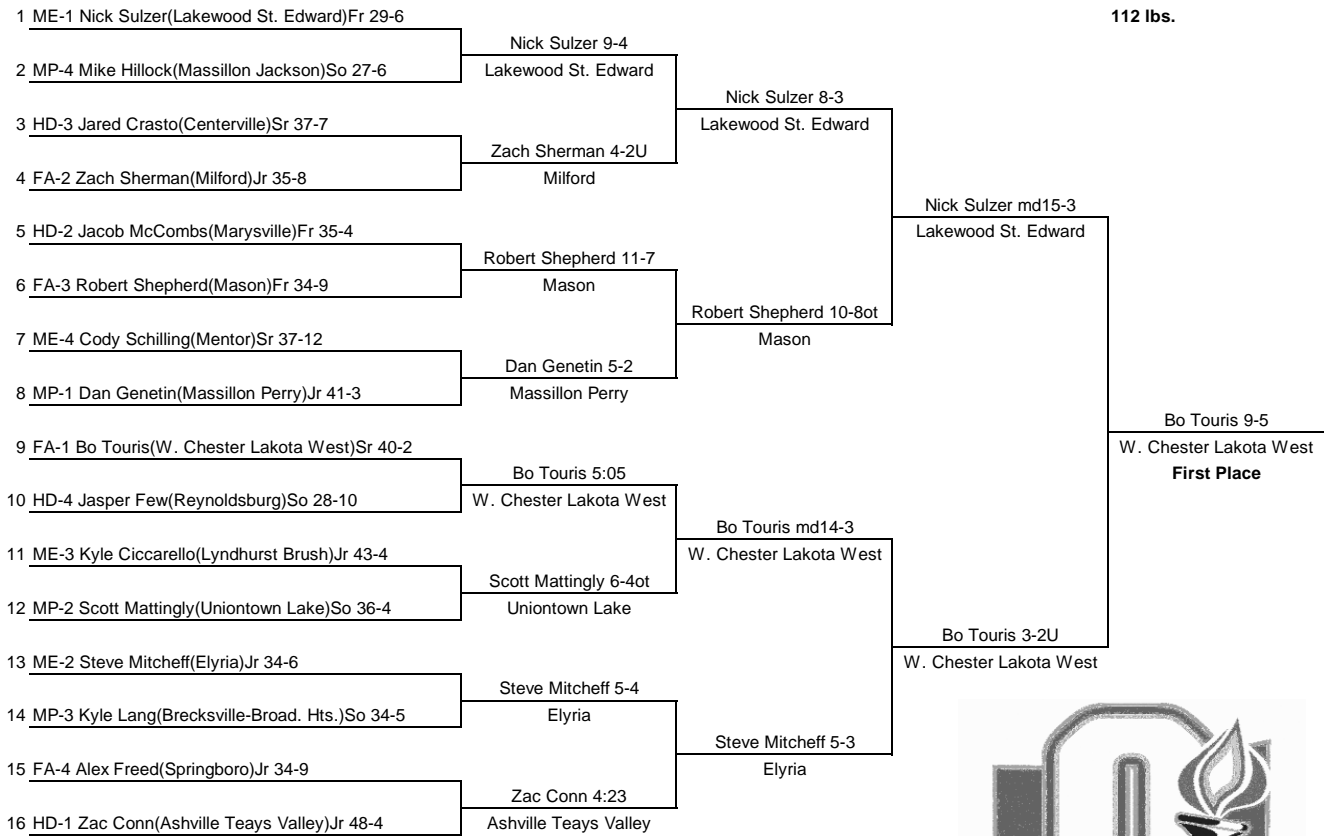 1 ME-1 Nick Sulzer(Lakewood St. Edward)Fr 29-6
112 lbs.
Nick Sulzer 9-4
2 MP-4 Mike Hillock(Massillon Jackson)So 27-6
Lakewood St. Edward
Nick Sulzer 8-3
3 HD-3 Jared Crasto(Centerville)Sr 37-7
Lakewood St. Edward
Zach Sherman 4-2U
4 FA-2 Zach Sherman(Milford)Jr 35-8
Milford
Nick Sulzer md15-3
5 HD-2 Jacob McCombs(Marysville)Fr 35-4
Lakewood St. Edward
Robert Shepherd 11-7
6 FA-3 Robert Shepherd(Mason)Fr 34-9
Mason
Robert Shepherd 10-8ot
7 ME-4 Cody Schilling(Mentor)Sr 37-12
Mason
Dan Genetin 5-2
8 MP-1 Dan Genetin(Massillon Perry)Jr 41-3
Massillon Perry
Bo Touris 9-5
9 FA-1 Bo Touris(W. Chester Lakota West)Sr 40-2
W. Chester Lakota West
Bo Touris 5:05
First Place
10 HD-4 Jasper Few(Reynoldsburg)So 28-10
W. Chester Lakota West
Bo Touris md14-3
11 ME-3 Kyle Ciccarello(Lyndhurst Brush)Jr 43-4
W. Chester Lakota West
Scott Mattingly 6-4ot
12 MP-2 Scott Mattingly(Uniontown Lake)So 36-4
Uniontown Lake
Bo Touris 3-2U
13 ME-2 Steve Mitcheff(Elyria)Jr 34-6
W. Chester Lakota West
Steve Mitcheff 5-4
14 MP-3 Kyle Lang(Brecksville-Broad. Hts.)So 34-5
Elyria
Steve Mitcheff 5-3
15 FA-4 Alex Freed(Springboro)Jr 34-9
Elyria
Zac Conn 4:23
16 HD-1 Zac Conn(Ashville Teays Valley)Jr 48-4
Ashville Teays Valley